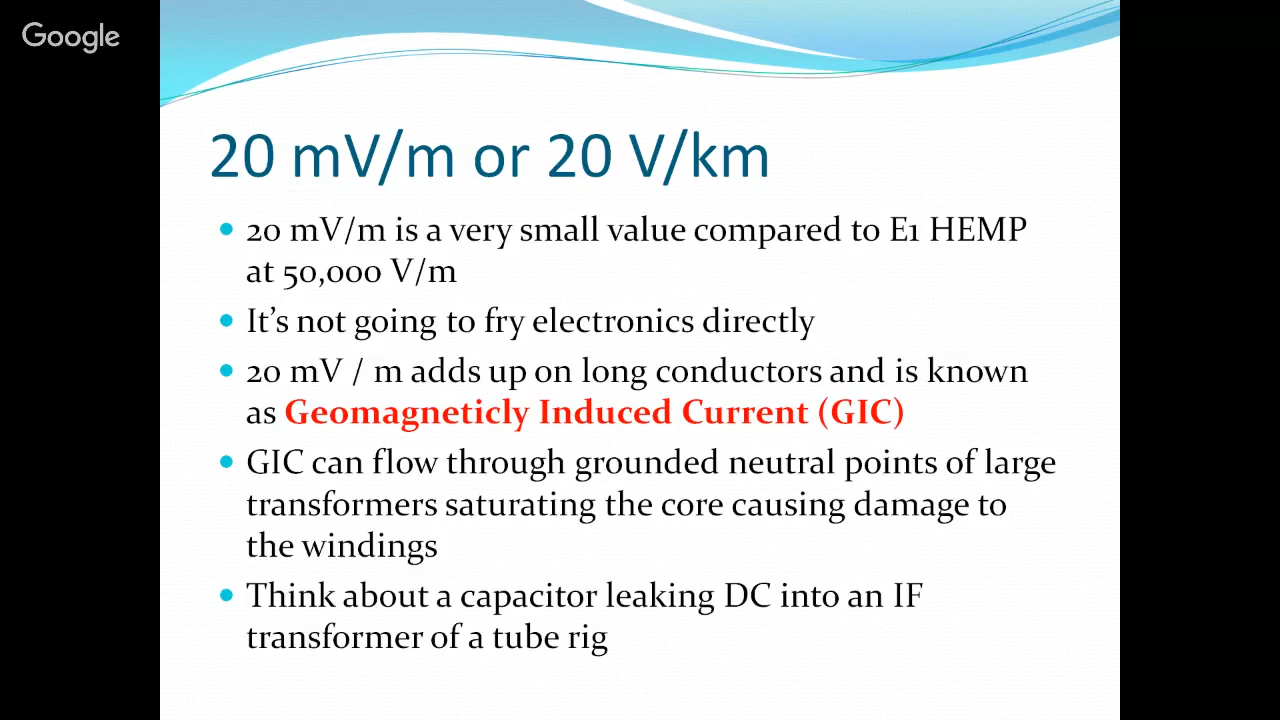 Google
20 mV/m or 20 V/km
• 20 mV/m is a very small value compared to E1 HEMP
at 50,000 V/m
• It's not going to fry electronics directly
• 20 mV / m adds up on long conductors and is known
as Geomagneticly Induced Current (GIC)
• GIC can flow through grounded neutral points of large
transformers saturating the core causing damage to
the windings
• Think about a capacitor leaking DC into an IF
transformer of a tube rig